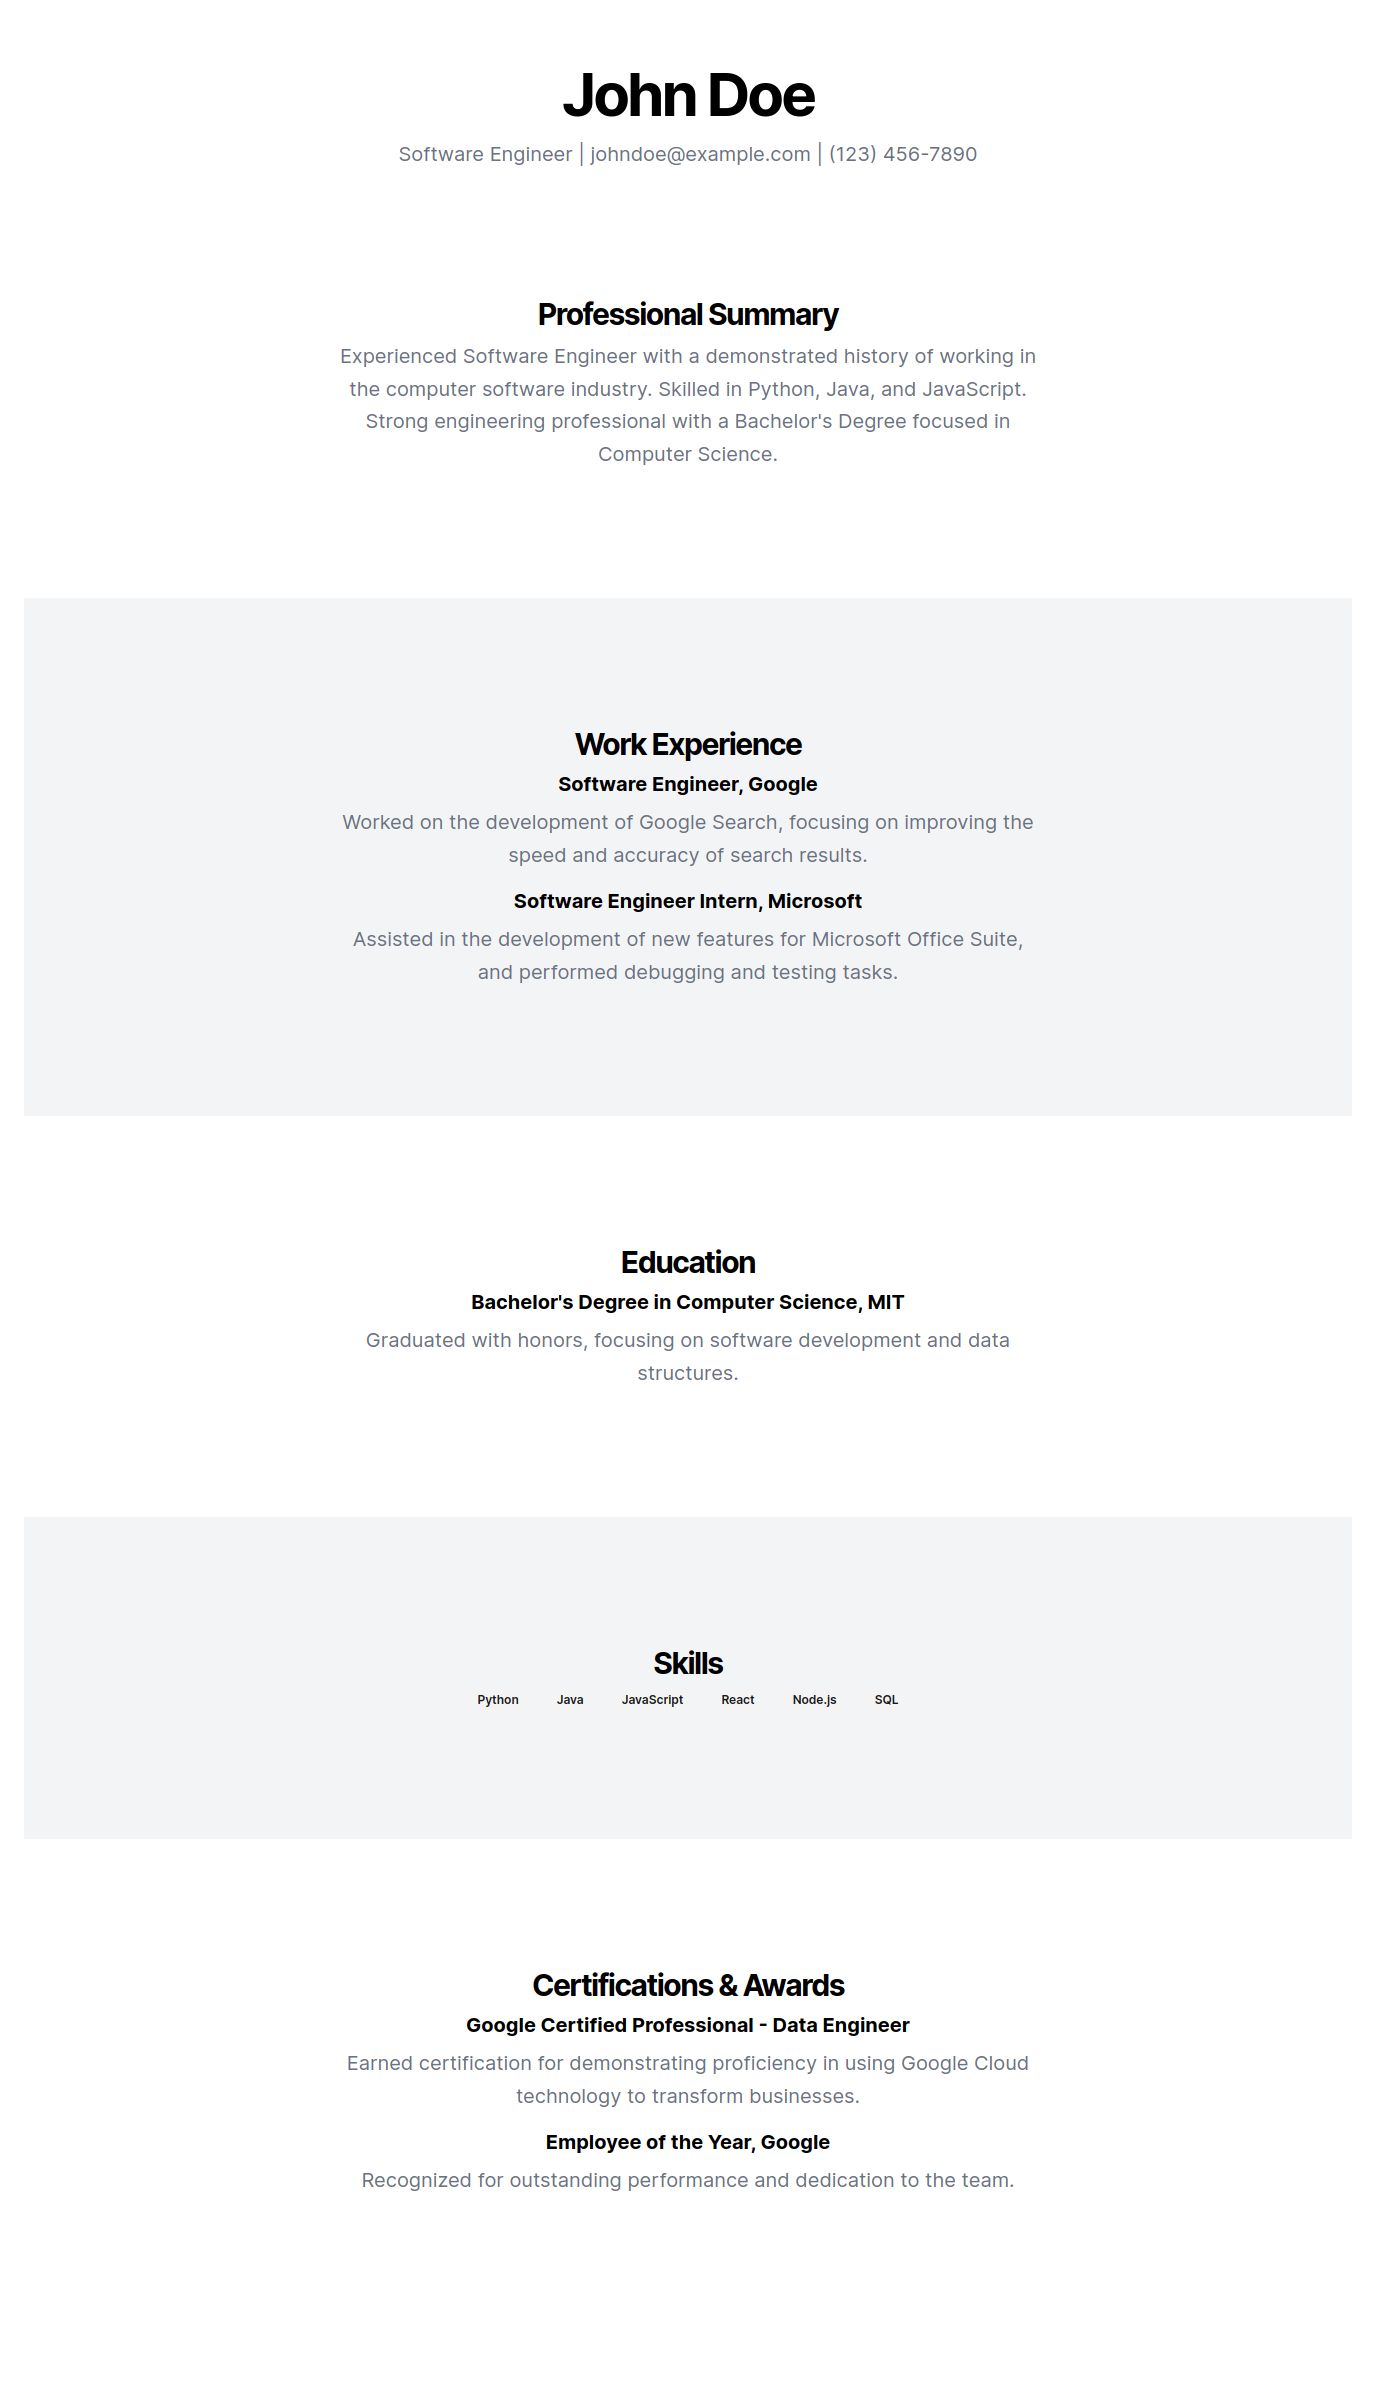 John Doe
Software Engineer | johndoe@example.com | (123) 456-7890
Professional Summary
Experienced Software Engineer with a demonstrated history of working in
the computer software industry. Skilled in Python, Java, and JavaScript.
Strong engineering professional with a Bachelor's Degree focused in
Computer Science.
Work Experience
Software Engineer, Google
Worked on the development of Google Search, focusing on improving the
speed and accuracy of search results.
Software Engineer Intern, Microsoft
Assisted in the development of new features for Microsoft Office Suite,
and performed debugging and testing tasks.
Education
Bachelor's Degree in Computer Science, MIT
Graduated with honors, focusing on software development and data
structures.
Skills
Python Java JavaScript React Node.js SQL
Certifications & Awards
Google Certified Professional - Data Engineer
Earned certification for demonstrating proficiency in using Google Cloud
technology to transform businesses.
Employee of the Year, Google
Recognized for outstanding performance and dedication to the team.